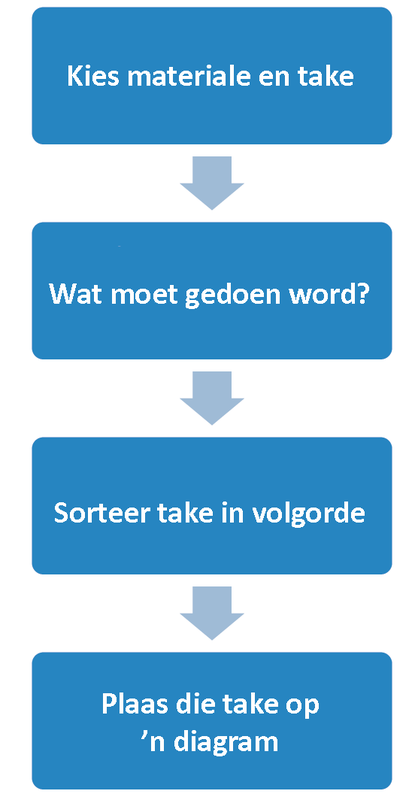 Kies materiale en take
Wat moet gedoen word?
Sorteer take in volgorde
Plaas die take op
’n diagram